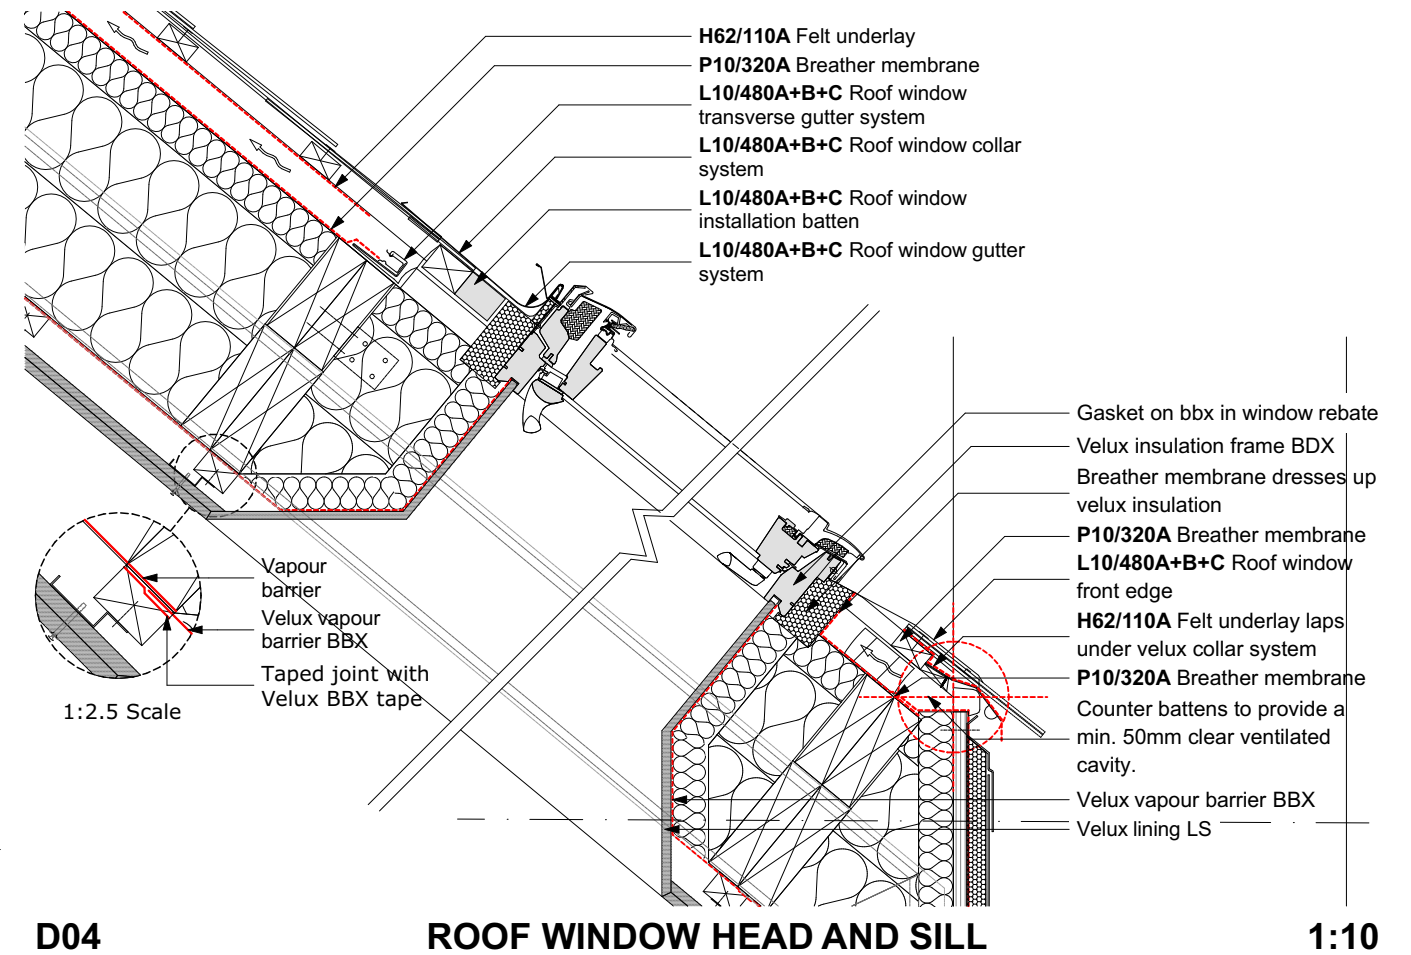 H62/110A Felt underlay
P10/320A Breather membrane
L10/480A+B+C Roof window
transverse gutter system
L10/480A+B+C Roof window collar
system
L10/480A+B+C Roof window
installation batten
L10/480A+B+C Roof window gutter
system
Gasket on bbx in window rebate
Velux insulation frame BDX
Breather membrane dresses up
velux insulation
P10/320A Breather membrane
L10/480A+B+C Roof window
front edge
H62/110A Felt underlay laps
under velux collar system
P10/320A Breather membrane
Counter battens to provide a
min. 50mm clear ventilated
cavity.
Velux vapour barrier BBX
Velux lining LS
Vapour
barrier
Velux vapour
barrier BBX
Taped joint with
Velux BBX tape
1:2.5 Scale
D04
ROOF WINDOW HEAD AND SILL
1:10